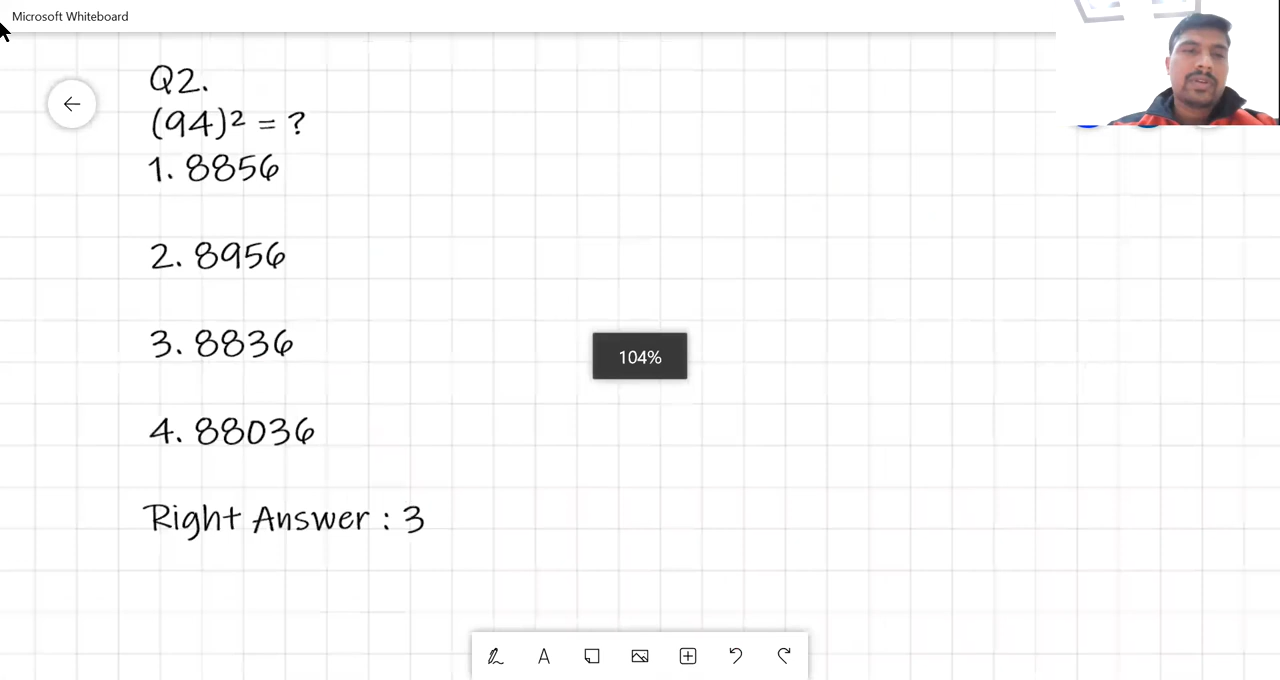 Microsoft Whiteboard
Q2.
(94)² = ?
1. 8856
2. 8956
3. 8836
104%
4. 88036
Right Answer : 3
A